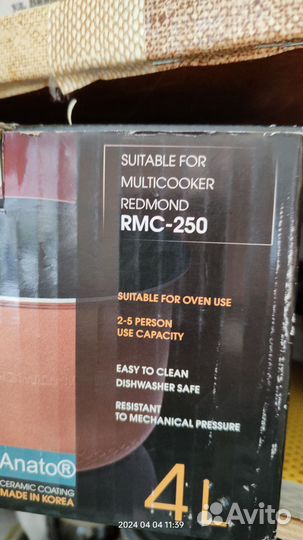 SUITABLE FOR
MULTICOOKER
REDMOND
RMC-250
SUITABLE FOR OVEN USE
2-5 PERSON
USE CAPACITY
EASY TO CLEAN
DISHWASHER SAFE
RESISTANT
TO MECHANICAL PRESSURE
Anato®
CERAMIC COATING
MADE IN KOREA
4L
2024 04 04 11:39
Avito